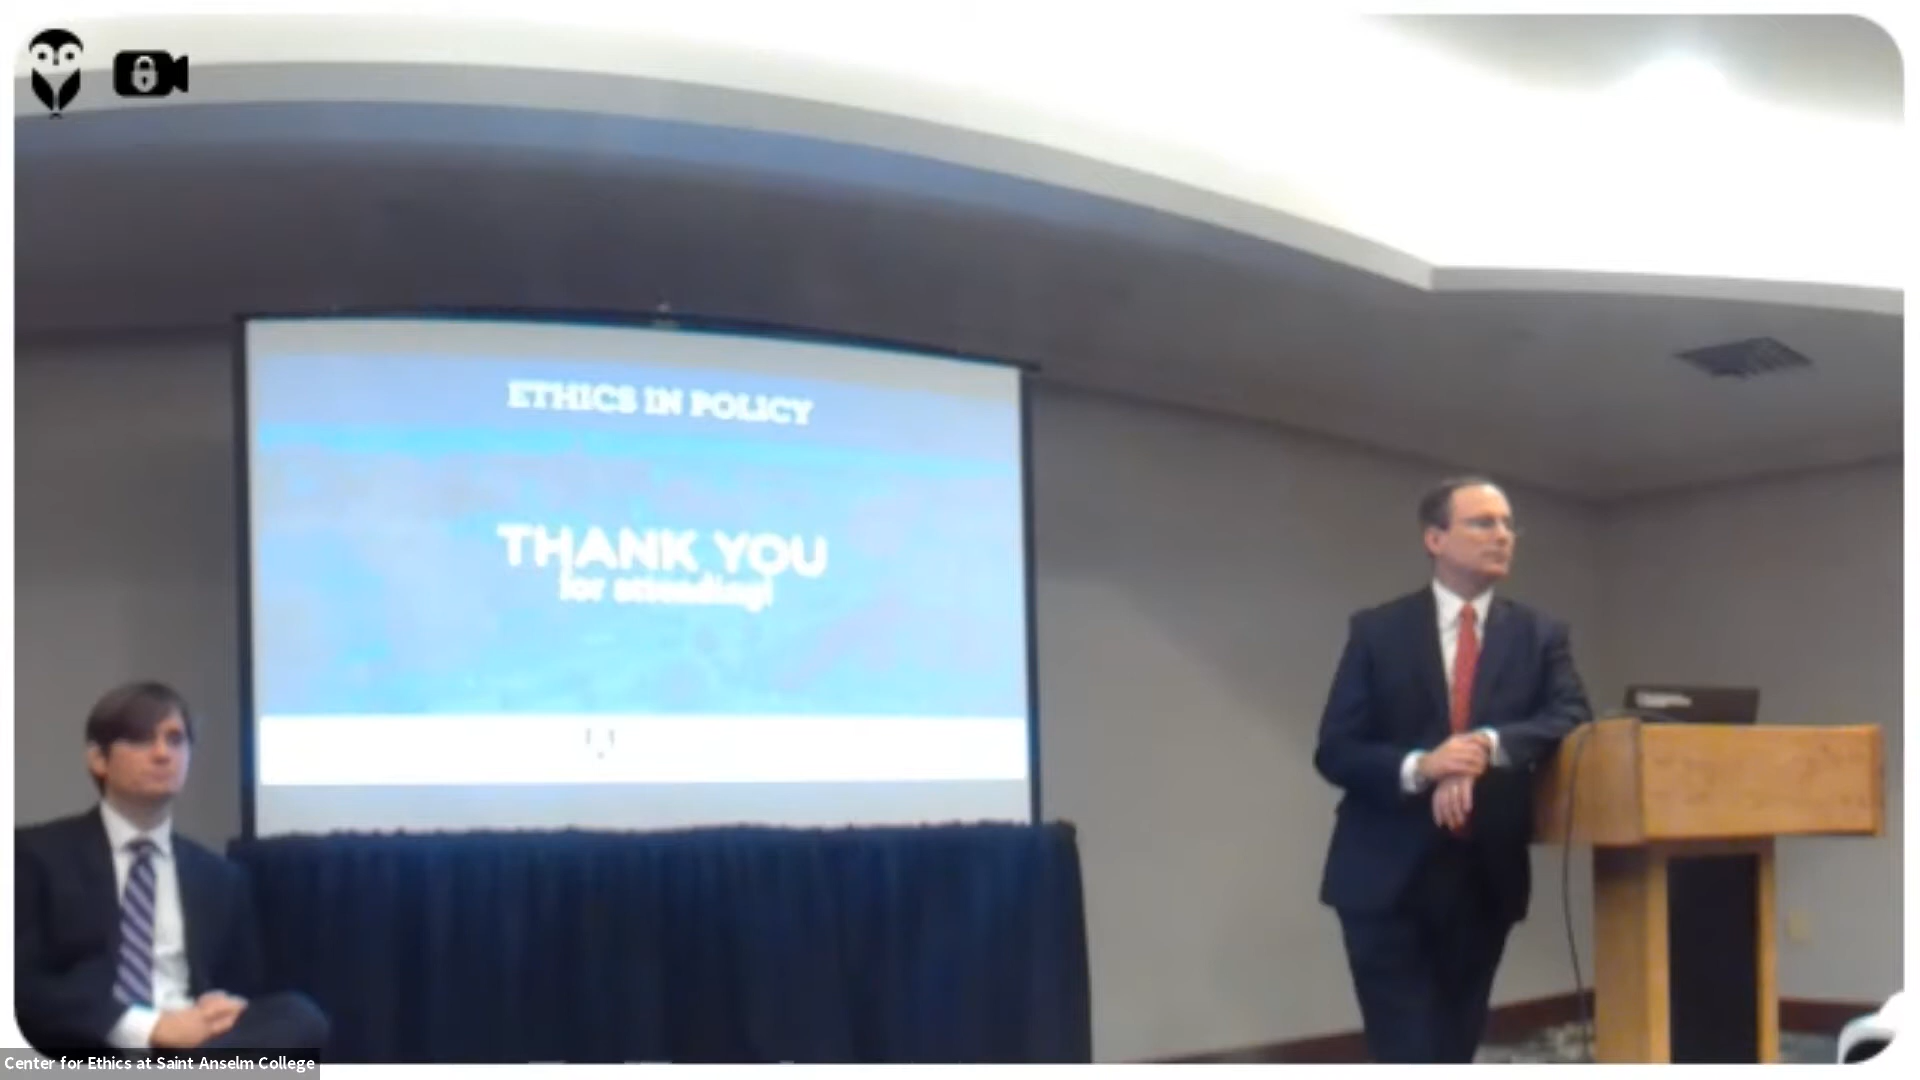 ETHICS IN POLICY
THANK YOU
for attending!
Center for Ethics at Saint Anselm College